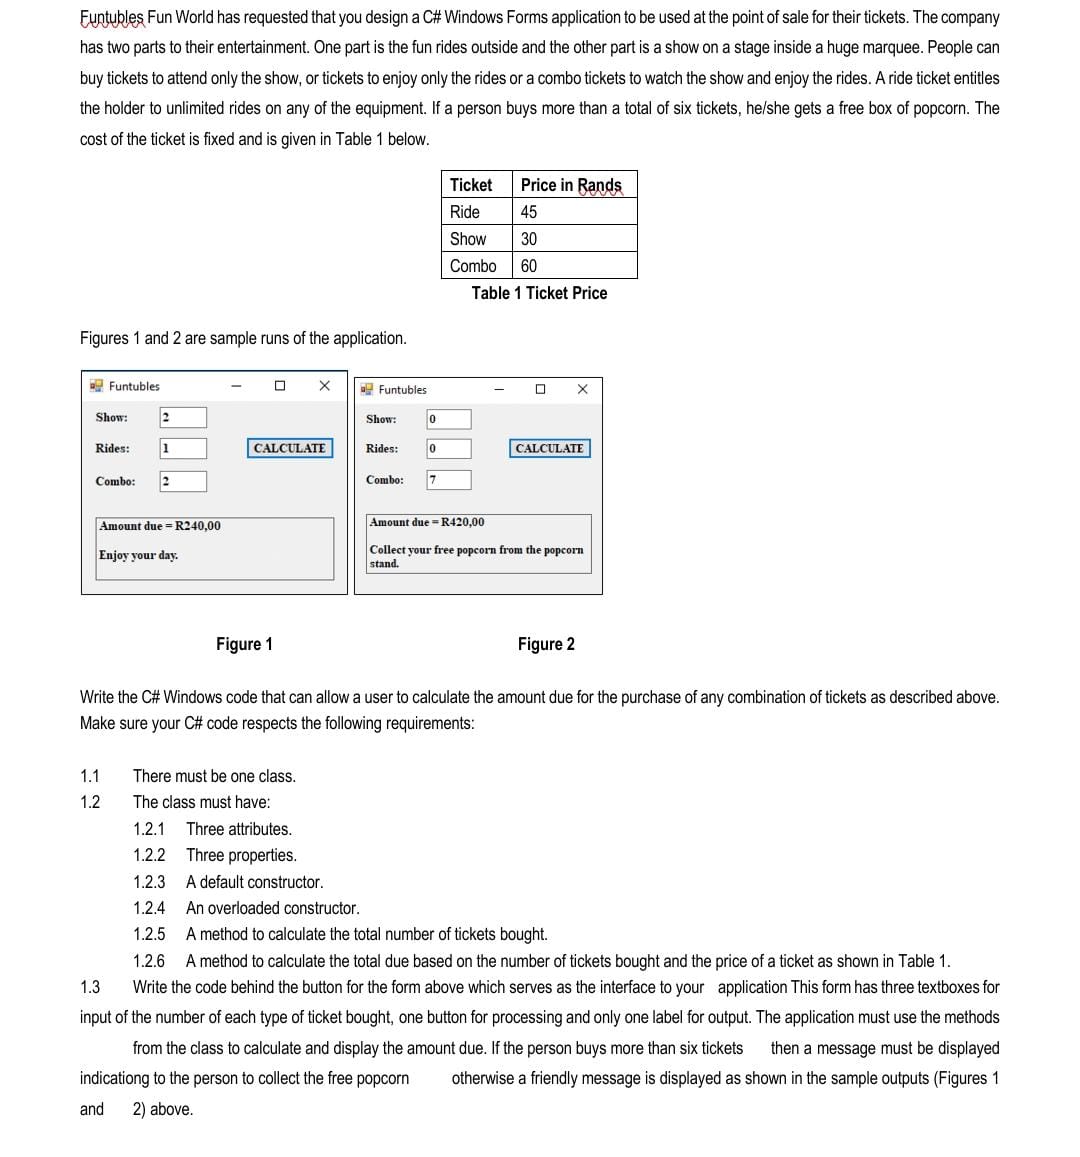 Funtubles Fun World has requested that you design a C# Windows Forms application to be used at the point of sale for their tickets. The company
has two parts to their entertainment. One part is the fun rides outside and the other part is a show on a stage inside a huge marquee. People can
buy tickets to attend only the show, or tickets to enjoy only the rides or a combo tickets to watch the show and enjoy the rides. A ride ticket entitles
the holder to unlimited rides on any of the equipment. If a person buys more than a total of six tickets, he/she gets a free box of popcorn. The
cost of the ticket is fixed and is given in Table 1 below.
Ticket Price in Rands
Ride 45
Show 30
Combo 60
Table 1 Ticket Price
Figures 1 and 2 are sample runs of the application.
Funtubles
Show: 2
Rides: 1 CALCULATE
Combo: 2
Amount due = R240,00
Enjoy your day.
Funtubles
Show: 0
Rides: 0 CALCULATE
Combo: 7
Amount due = R420,00
Collect your free popcorn from the popcorn
stand.
Figure 1 Figure 2
Write the C# Windows code that can allow a user to calculate the amount due for the purchase of any combination of tickets as described above.
Make sure your C# code respects the following requirements:
1.1 There must be one class.
1.2 The class must have:
1.2.1 Three attributes.
1.2.2 Three properties.
1.2.3 A default constructor.
1.2.4 An overloaded constructor.
1.2.5 A method to calculate the total number of tickets bought.
1.2.6 A method to calculate the total due based on the number of tickets bought and the price of a ticket as shown in Table 1.
1.3 Write the code behind the button for the form above which serves as the interface to your application This form has three textboxes for
input of the number of each type of ticket bought, one button for processing and only one label for output. The application must use the methods
from the class to calculate and display the amount due. If the person buys more than six tickets then a message must be displayed
indicationg to the person to collect the free popcorn otherwise a friendly message is displayed as shown in the sample outputs (Figures 1
and 2) above.